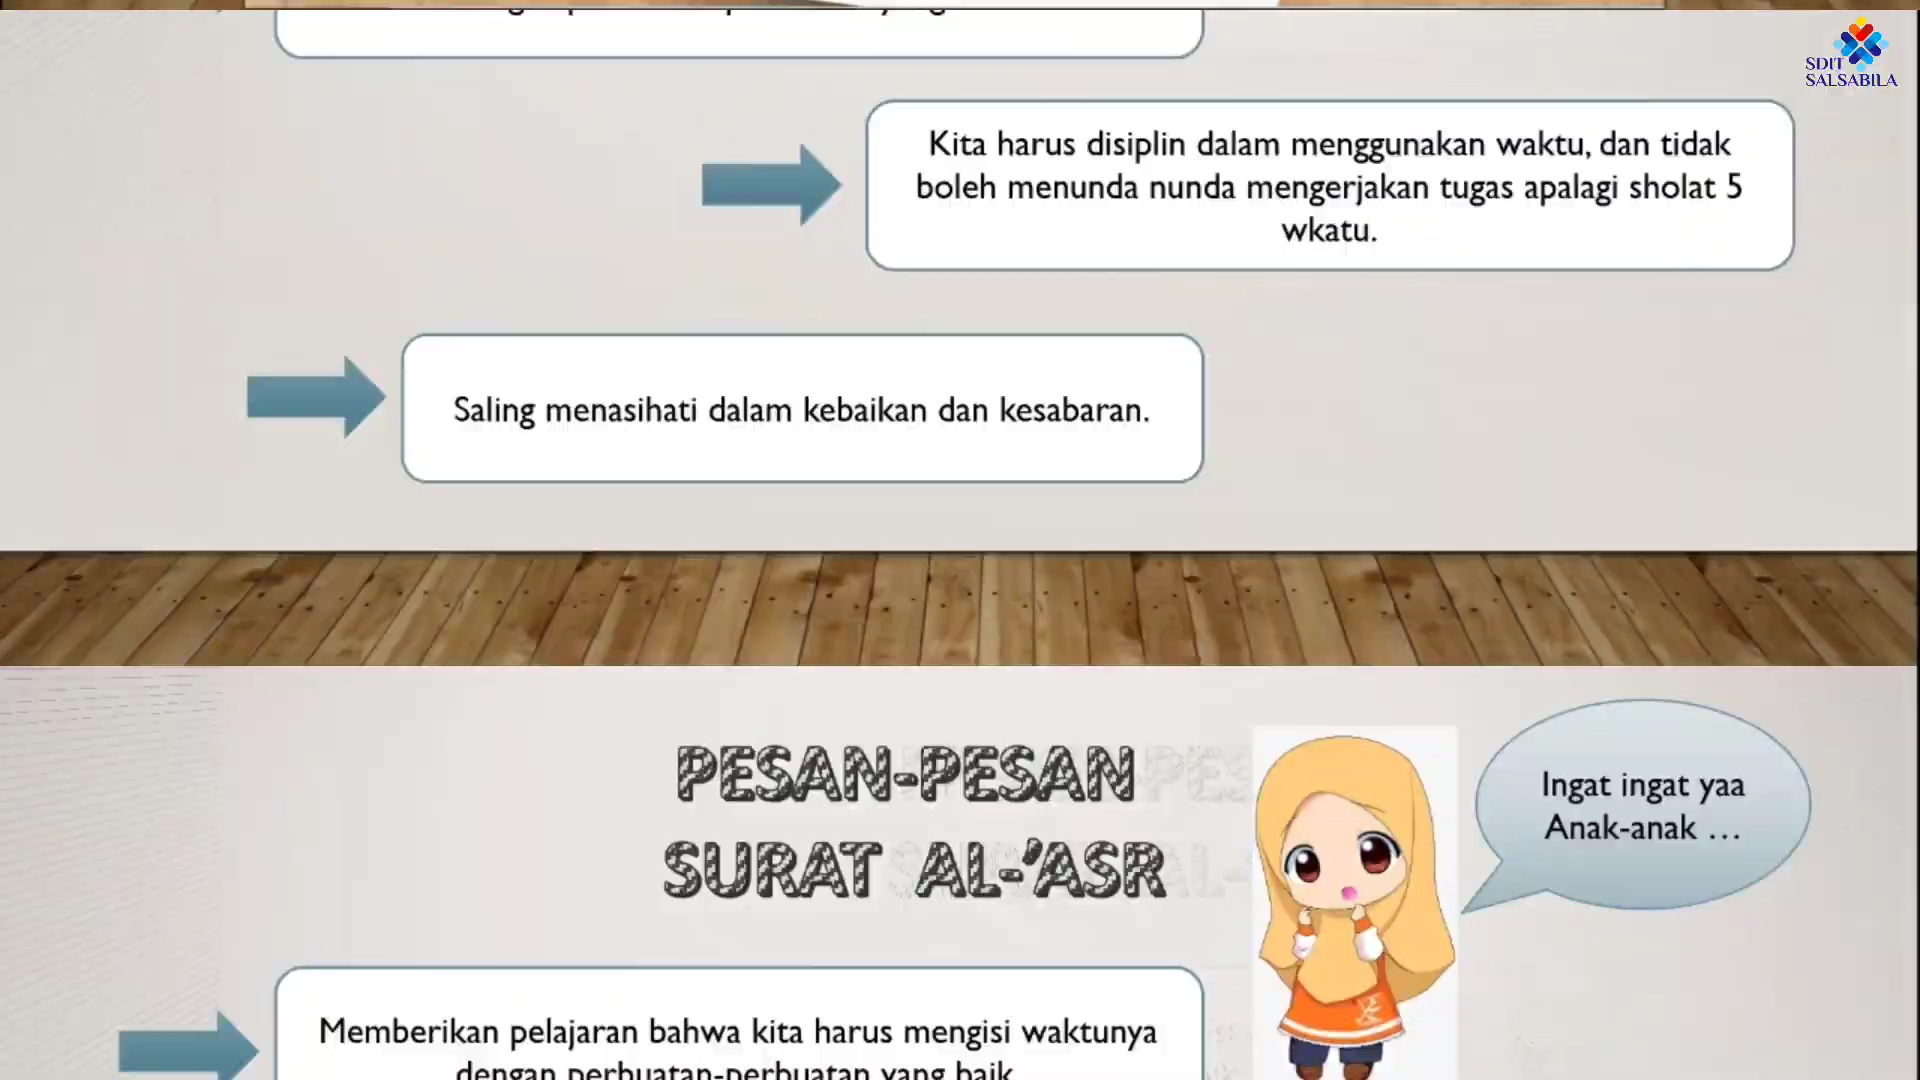 SDIT
SALSABILA
Kita harus disiplin dalam menggunakan waktu, dan tidak
boleh menunda nunda mengerjakan tugas apalagi sholat 5
wkatu.
Saling menasihati dalam kebaikan dan kesabaran.
PESAN-PESAN
SURAT AL-'ASR
Ingat ingat yaa
Anak-anak ...
Memberikan pelajaran bahwa kita harus mengisi waktunya
dengan perbuatan-perbuatan yang baik